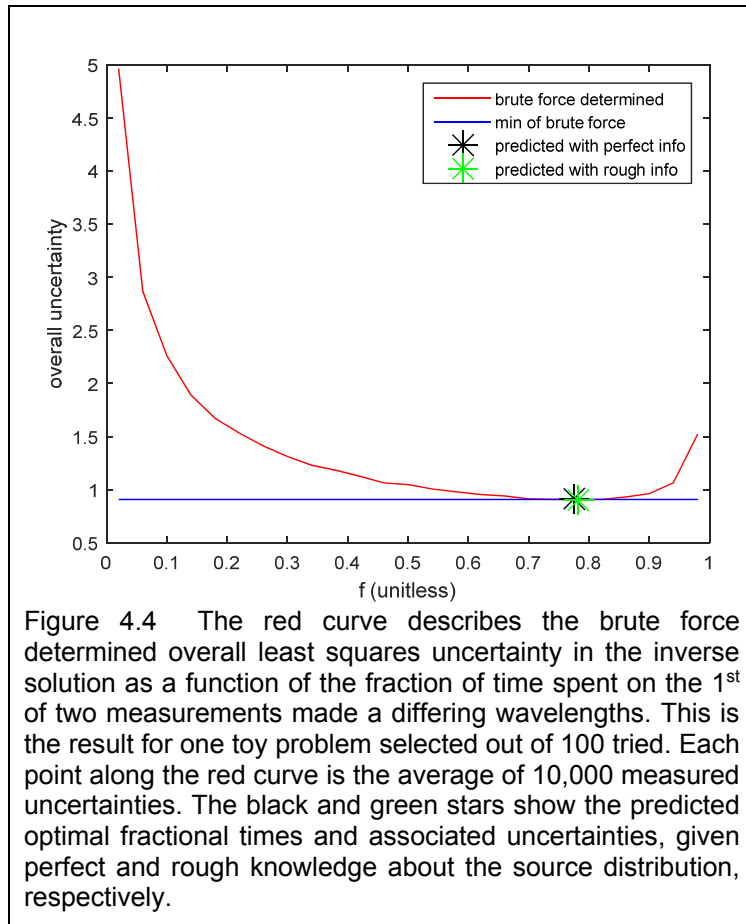 5
4.5
4
3.5
3
2.5
2
1.5
1
0.5
overall uncertainty
brute force determined
min of brute force
predicted with perfect info
predicted with rough info
0 0.1 0.2 0.3 0.4 0.5 0.6 0.7 0.8 0.9 1
f (unitless)
Figure 4.4 The red curve describes the brute force
determined overall least squares uncertainty in the inverse
solution as a function of the fraction of time spent on the 1st
of two measurements made a differing wavelengths. This is
the result for one toy problem selected out of 100 tried. Each
point along the red curve is the average of 10,000 measured
uncertainties. The black and green stars show the predicted
optimal fractional times and associated uncertainties, given
perfect and rough knowledge about the source distribution,
respectively.